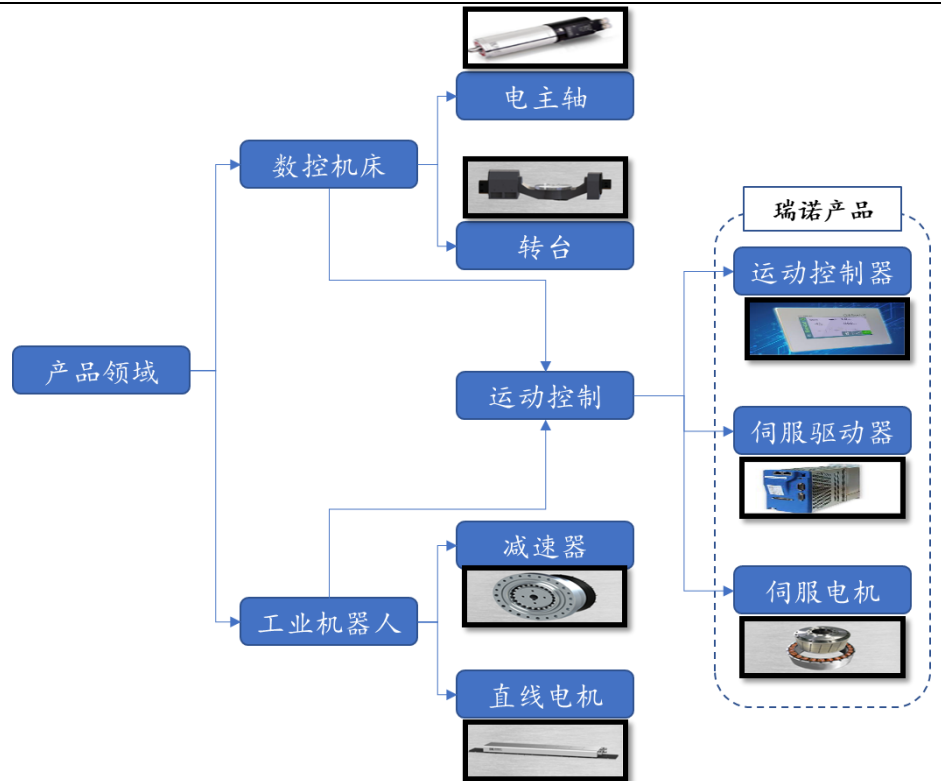 电主轴
数控机床
转台
瑞诺产品
运动控制器
产品领域
运动控制
伺服驱动器
减速器
工业机器人
伺服电机
直线电机